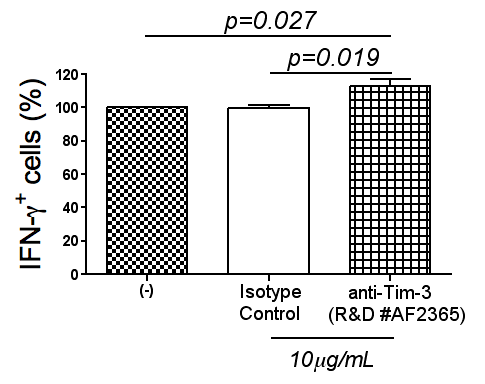 p=0.027
p=0.019
IFN-γ+ cells (%)
120
100
80
60
40
20
0
(-)
Isotype
Control
anti-Tim-3
(R&D #AF2365)
10μg/mL